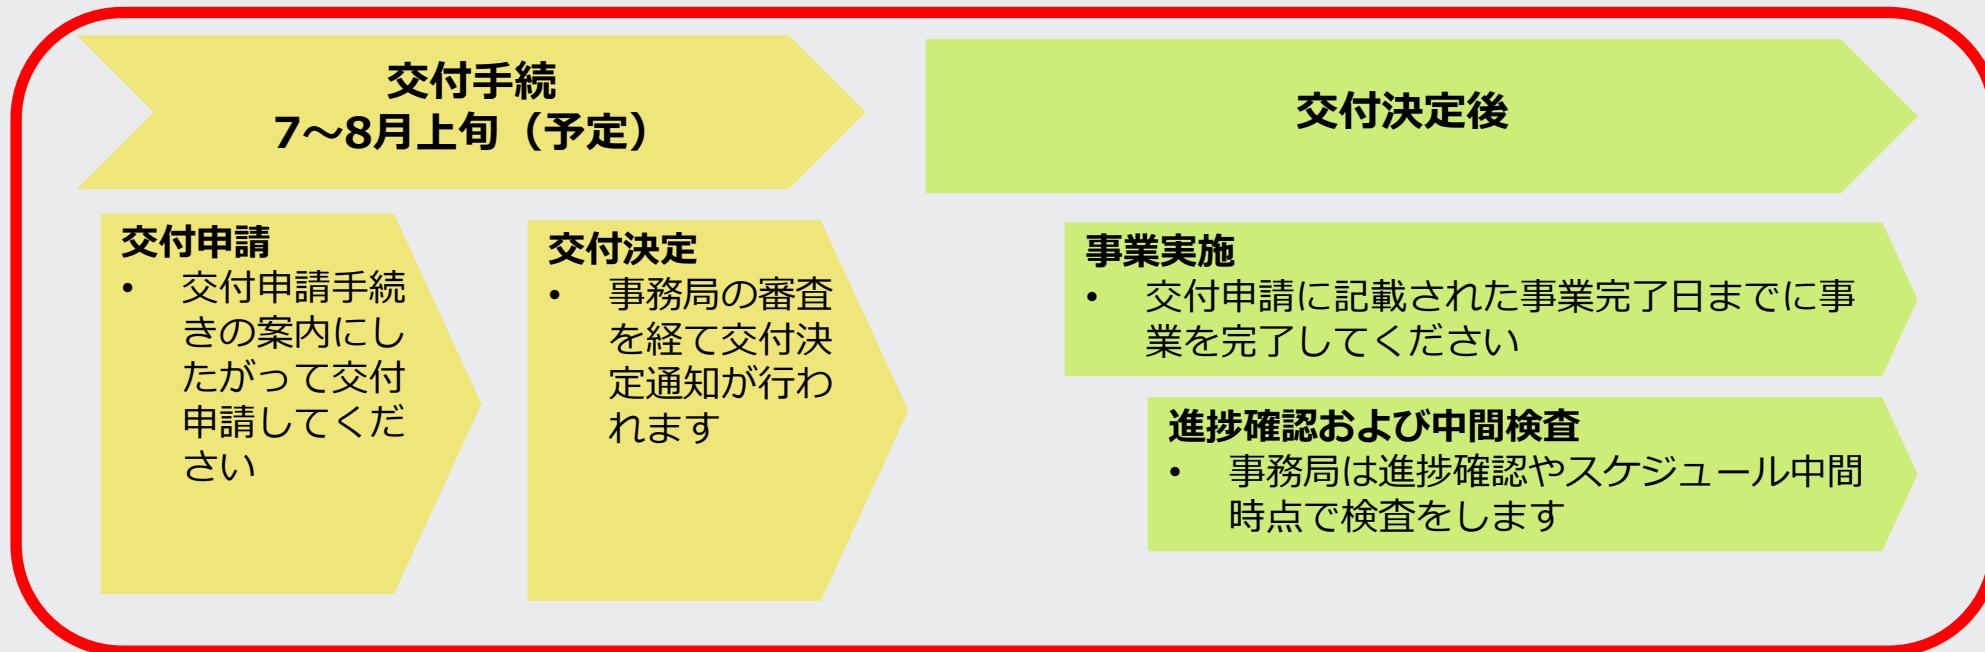 交付手続
7～8月上旬（予定）
交付決定後
交付申請
• 交付申請手続
きの案内にし
たがって交付
申請してくだ
さい
交付決定
• 事務局の審査
を経て交付決
定通知が行わ
れます
事業実施
• 交付申請に記載された事業完了日までに事
業を完了してください
進捗確認および中間検査
• 事務局は進捗確認やスケジュール中間
時点で検査をします